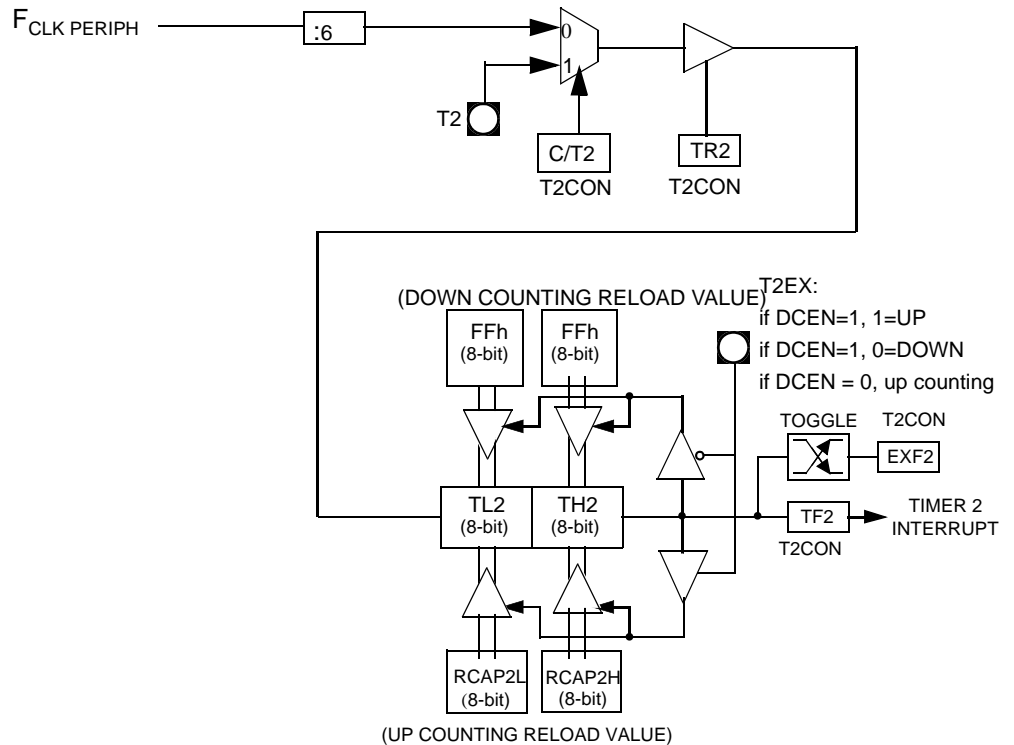 FCLK PERIPH
:6
0
1
T2
C/T2
TR2
T2CON
T2CON
T2EX:
(DOWN COUNTING RELOAD VALUE)
if DCEN=1, 1=UP
if DCEN=1, 0=DOWN
if DCEN = 0, up counting
FFh
(8-bit)
FFh
(8-bit)
TOGGLE
T2CON
EXF2
TL2
(8-bit)
TH2
(8-bit)
TF2
TIMER 2
INTERRUPT
T2CON
RCAP2L
(8-bit)
RCAP2H
(8-bit)
(UP COUNTING RELOAD VALUE)